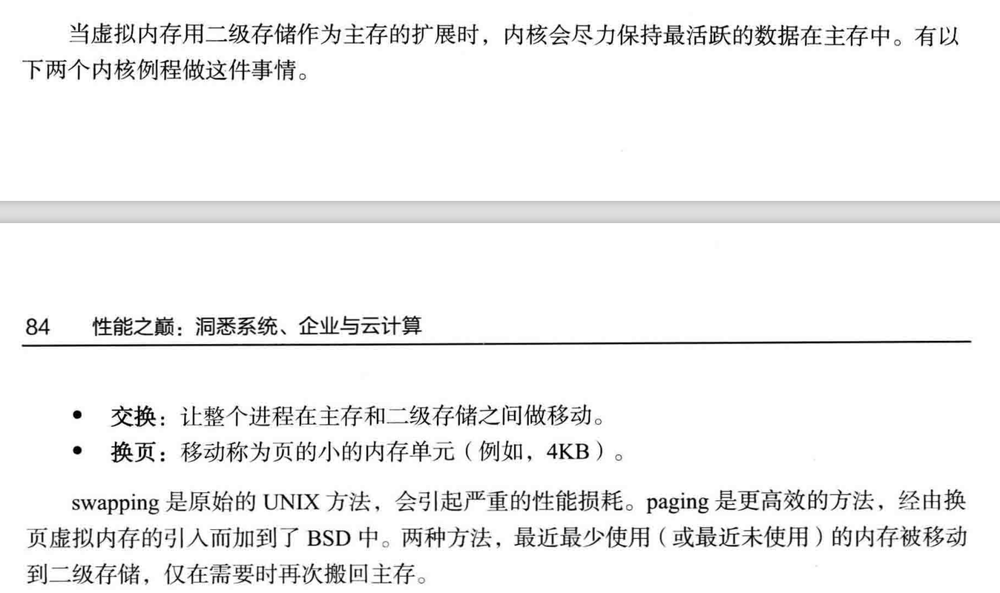 当虚拟内存用二级存储作为主存的扩展时，内核会尽力保持最活跃的数据在主存中。有以
下两个内核例程做这件事情。
84 性能之巅：洞悉系统、企业与云计算
• 交换：让整个进程在主存和二级存储之间做移动。
• 换页：移动称为页的小的内存单元（例如，4KB）。
swapping 是原始的 UNIX 方法，会引起严重的性能损耗。paging 是更高效的方法，经由换
页虚拟内存的引入而加到了 BSD 中。两种方法，最近最少使用（或最近未使用）的内存被移动
到二级存储，仅在需要时再次搬回主存。